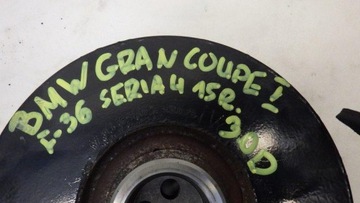 BMW GRAN COUPE I
F-36 SERIA 4 15R.
3.0D